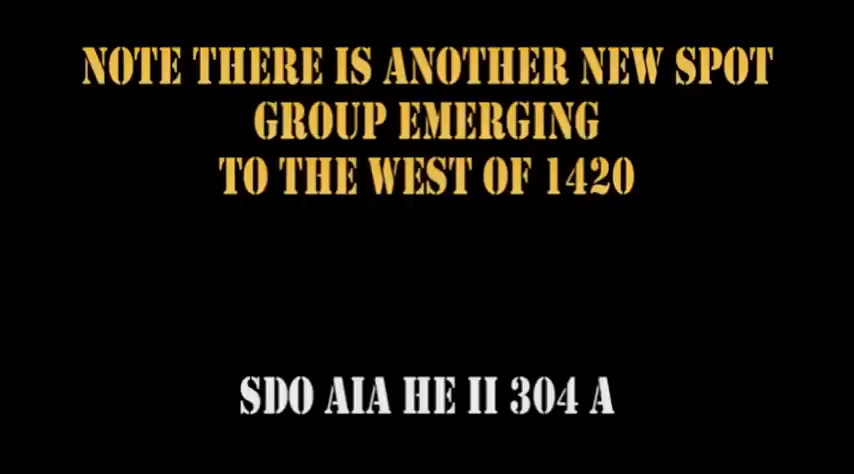 NOTE THERE IS ANOTHER NEW SPOT
GROUP EMERGING
TO THE WEST OF 1420
SDO AIA HE II 304 A